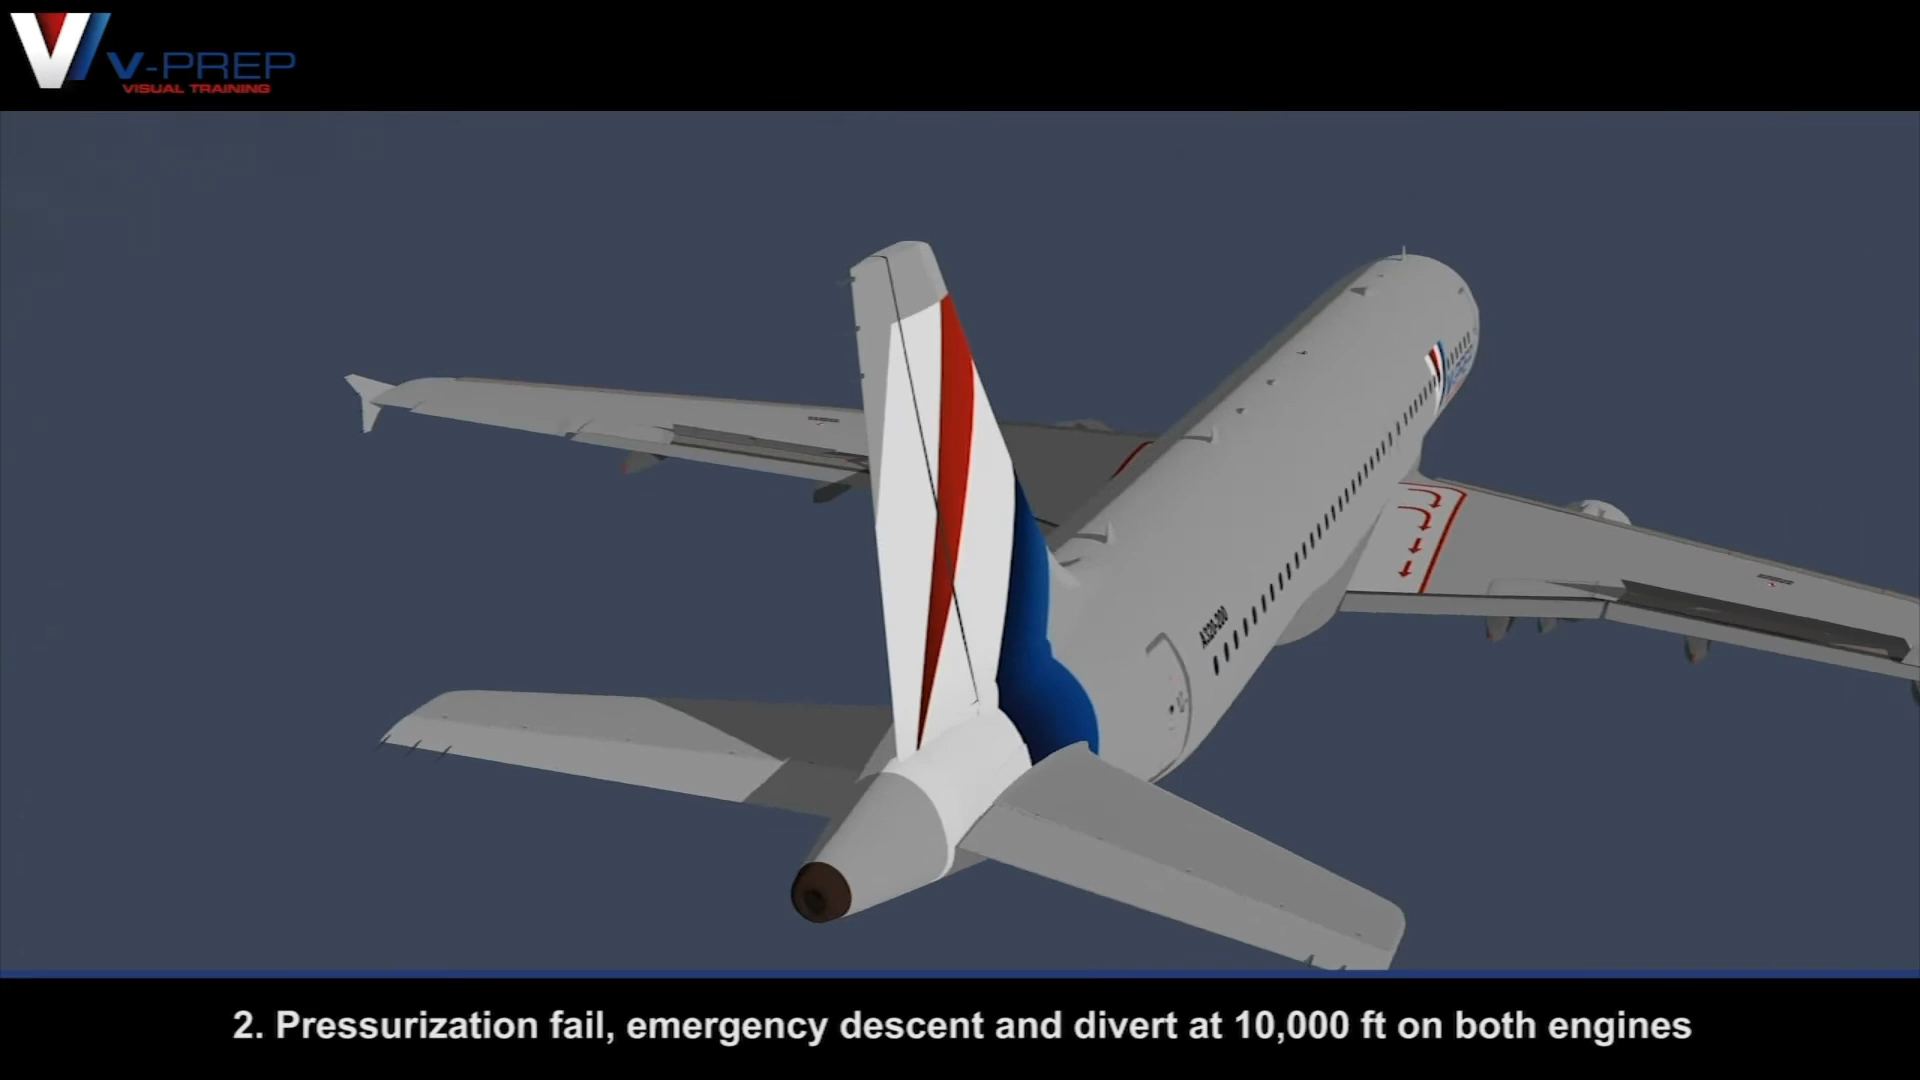 V-PREP
VISUAL TRAINING
A320-200
2. Pressurization fail, emergency descent and divert at 10,000 ft on both engines